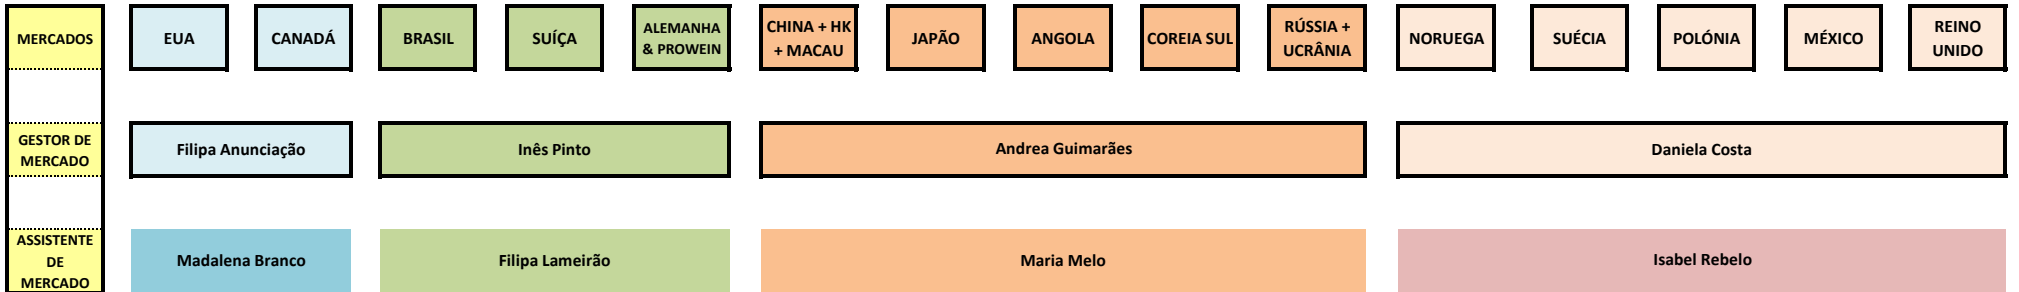 MERCADOS
EUA
CANADÁ
BRASIL
SUÍÇA
ALEMANHA
& PROWEIN
CHINA + HK
+ MACAU
JAPÃO
ANGOLA
COREIA SUL
RÚSSIA +
UCRÂNIA
NORUEGA
SUÉCIA
POLÓNIA
MÉXICO
REINO
UNIDO
GESTOR DE
MERCADO
Filipa Anunciação
Inês Pinto
Andrea Guimarães
Daniela Costa
ASSISTENTE
DE
MERCADO
Madalena Branco
Filipa Lameirão
Maria Melo
Isabel Rebelo